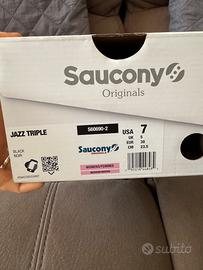 Saucony
Originals
JAZZ TRIPLE
S60690-2
BLACK
NOIR
Saucony
WOMENS/FEMMES
USA 7
UK 5
EUR 38
CM 23.5
subito